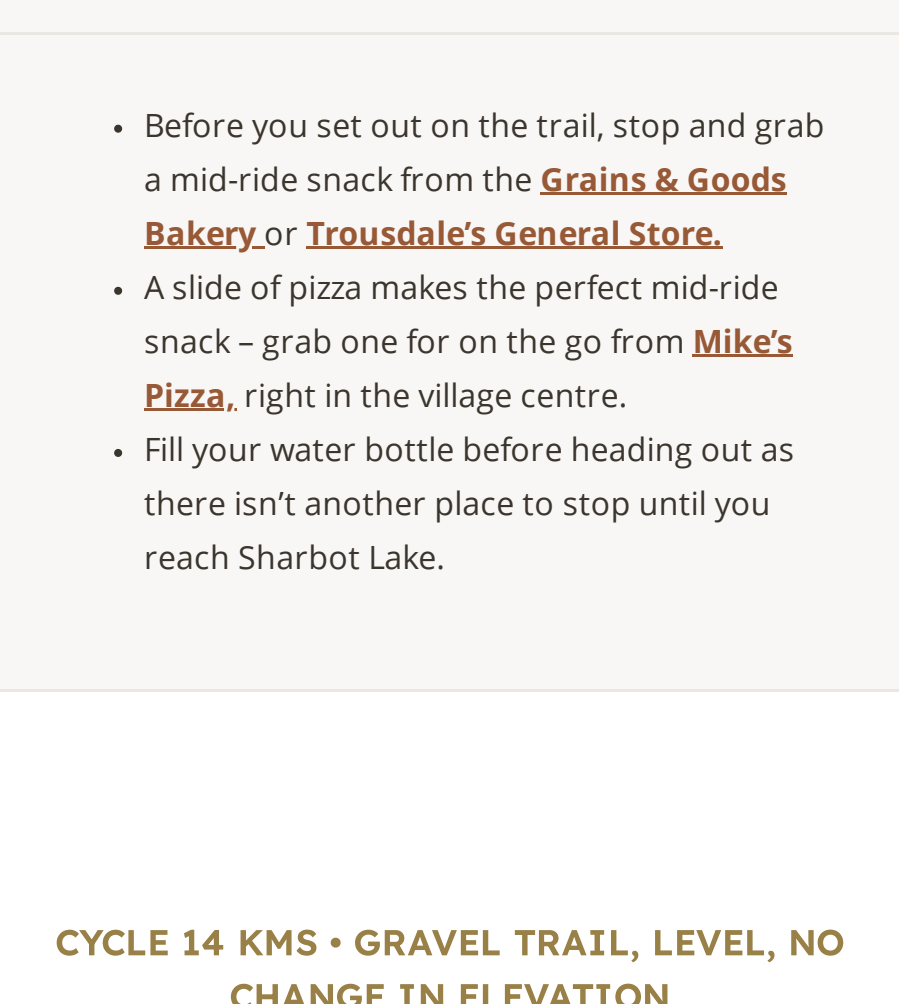 • Before you set out on the trail, stop and grab
a mid-ride snack from the Grains & Goods
Bakery or Trousdale’s General Store.
• A slide of pizza makes the perfect mid-ride
snack – grab one for on the go from Mike’s
Pizza, right in the village centre.
• Fill your water bottle before heading out as
there isn’t another place to stop until you
reach Sharbot Lake.
CYCLE 14 KMS • GRAVEL TRAIL, LEVEL, NO
CHANGE IN ELEVATION